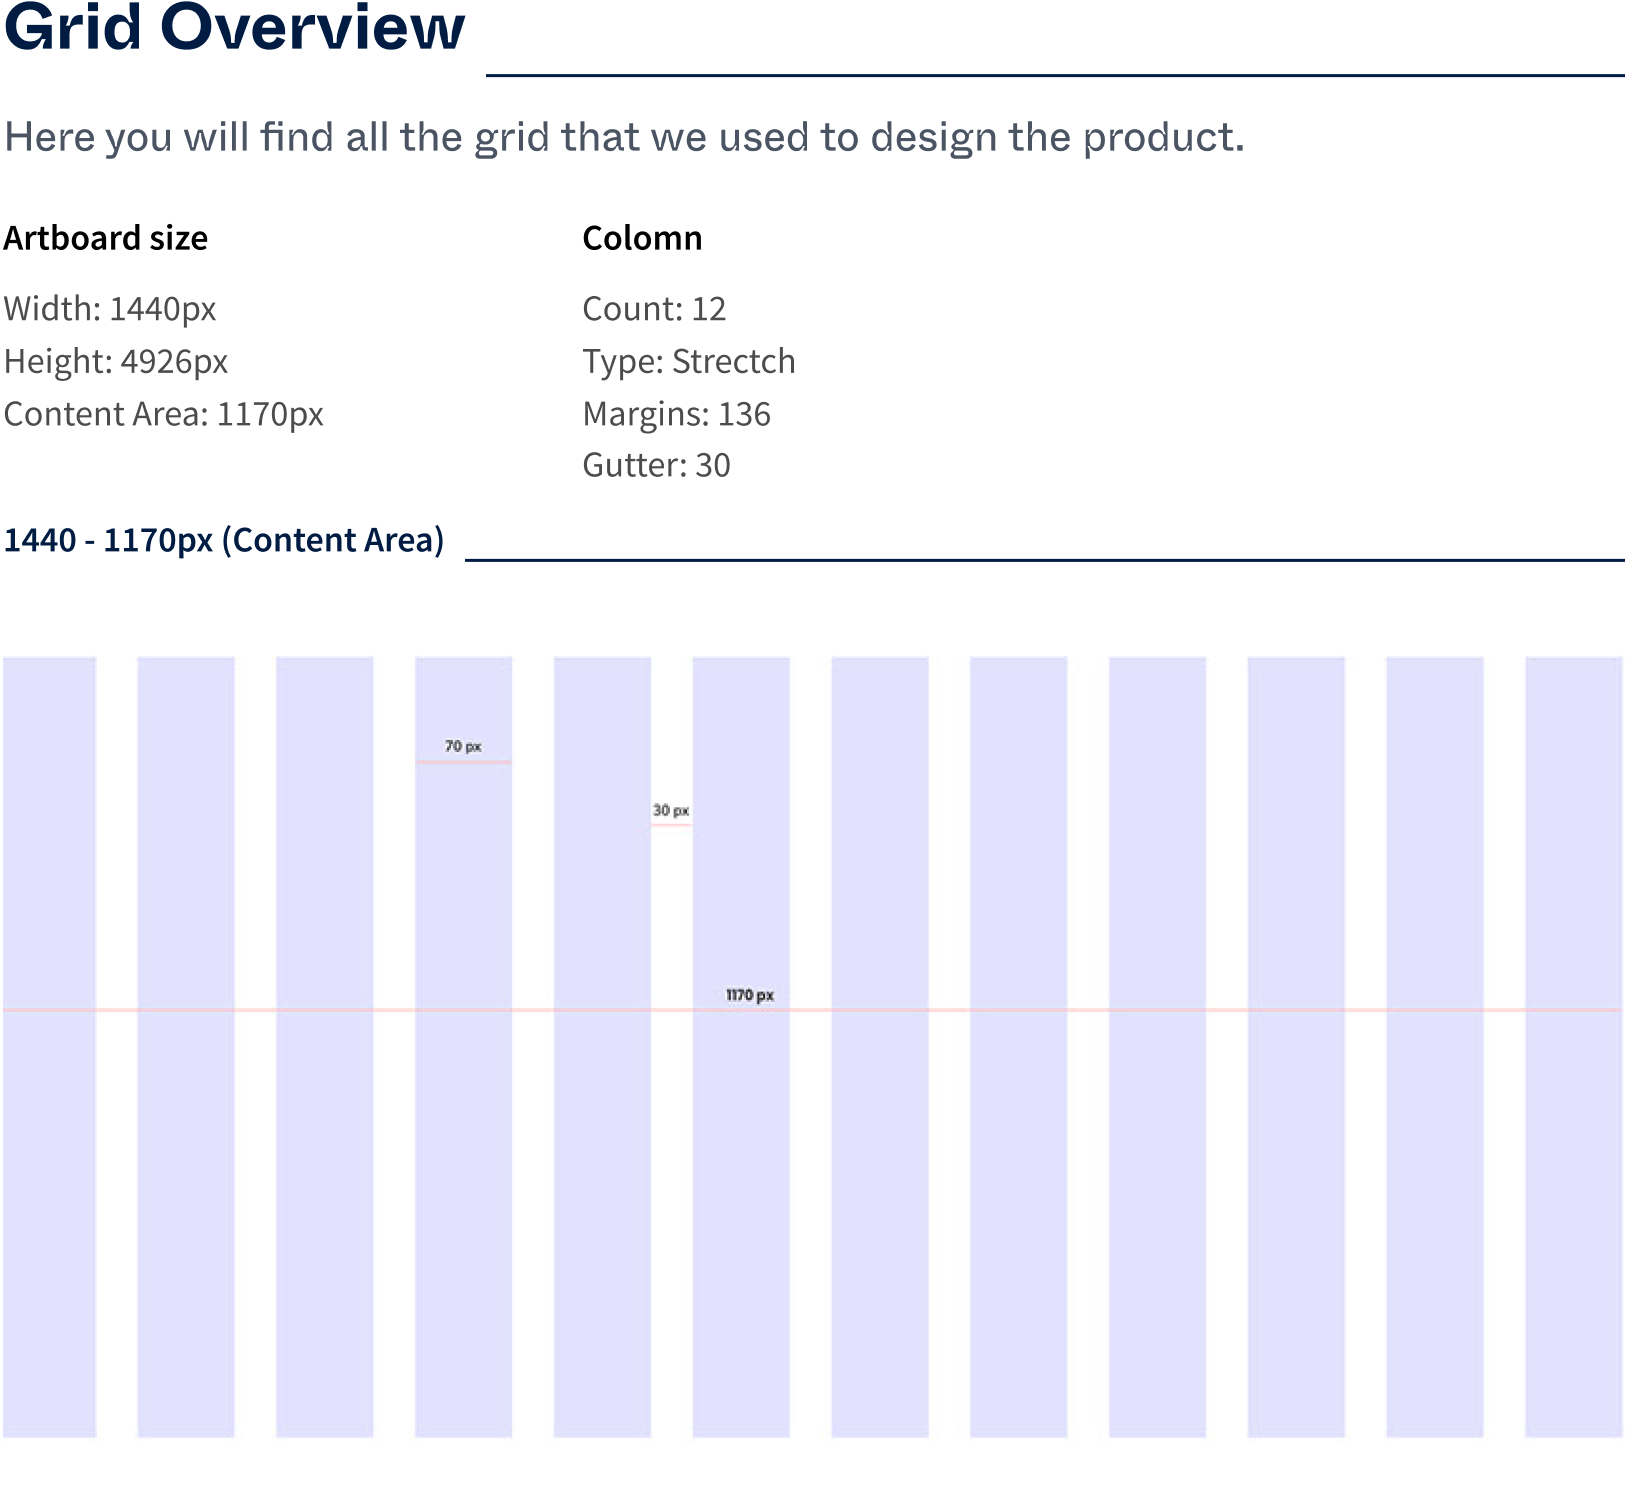 Grid Overview
Here you will find all the grid that we used to design the product.
Artboard size
Width: 1440px
Height: 4926px
Content Area: 1170px
Colomn
Count: 12
Type: Strectch
Margins: 136
Gutter: 30
1440 - 1170px (Content Area)
70 px
30 px
1170 px